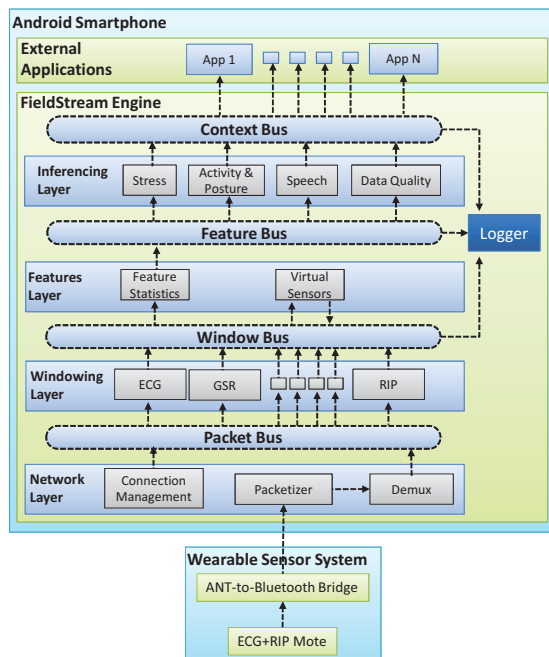 Android Smartphone
External
Applications
App 1
App N
FieldStream Engine
Context Bus
Inferencing
Layer
Stress
Activity &
Posture
Speech
Data Quality
Feature Bus
Logger
Features
Layer
Feature
Statistics
Virtual
Sensors
Window Bus
Windowing
Layer
ECG
GSR
RIP
Packet Bus
Network
Layer
Connection
Management
Packetizer
Demux
Wearable Sensor System
ANT-to-Bluetooth Bridge
ECG+RIP Mote